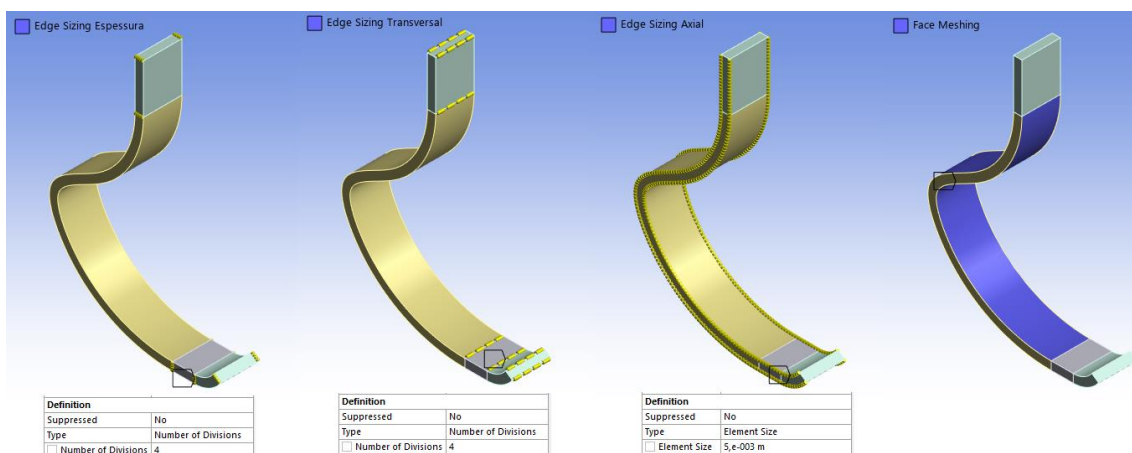 Edge Sizing Espessura
Edge Sizing Transversal
Edge Sizing Axial
Face Meshing
Definition
Suppressed No
Type Number of Divisions
Number of Divisions 4
Definition
Suppressed No
Type Number of Divisions
Number of Divisions 4
Definition
Suppressed No
Type Element Size
Element Size 5,e-003 m